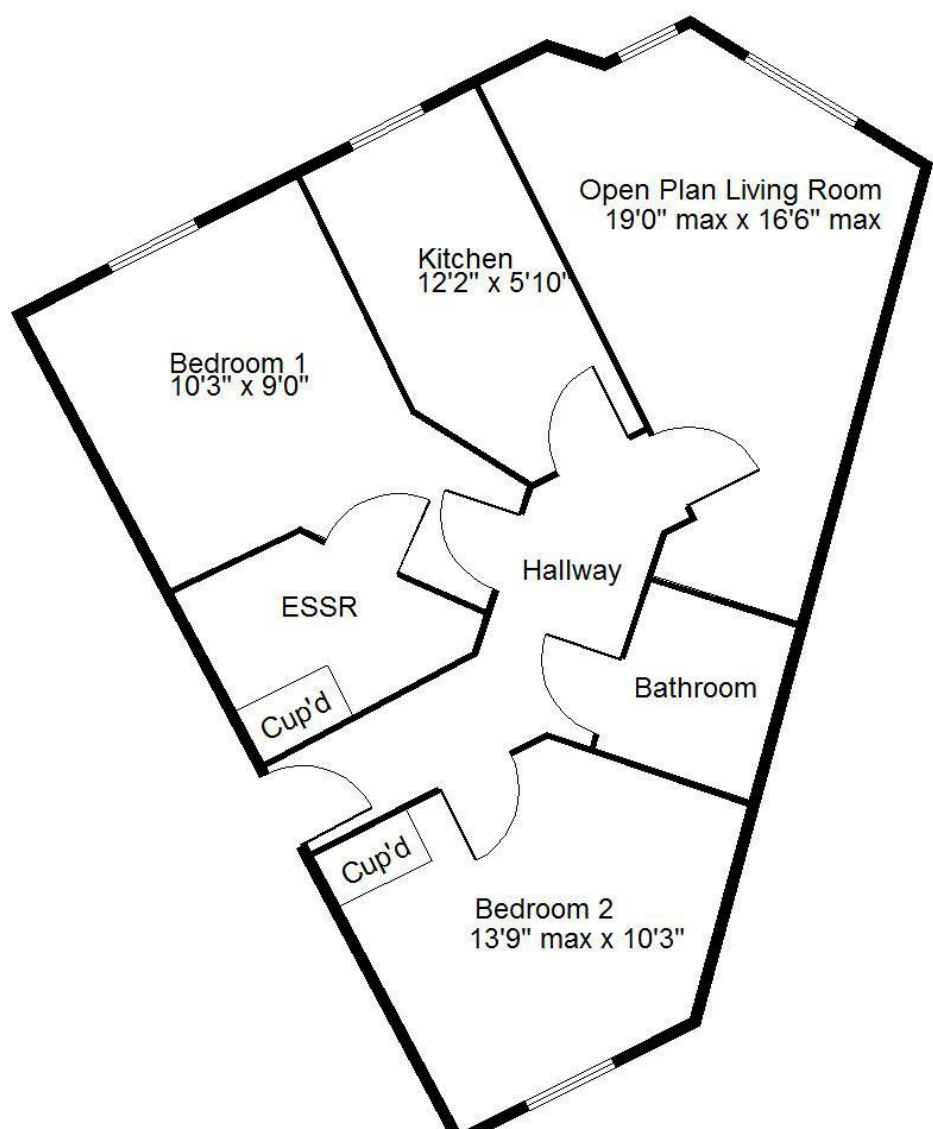 Open Plan Living Room
19'0" max x 16'6" max
Kitchen
12'2" x 5'10"
Bedroom 1
10'3" x 9'0"
Hallway
ESSR
Bathroom
Cup'd
Cup'd
Bedroom 2
13'9" max x 10'3"